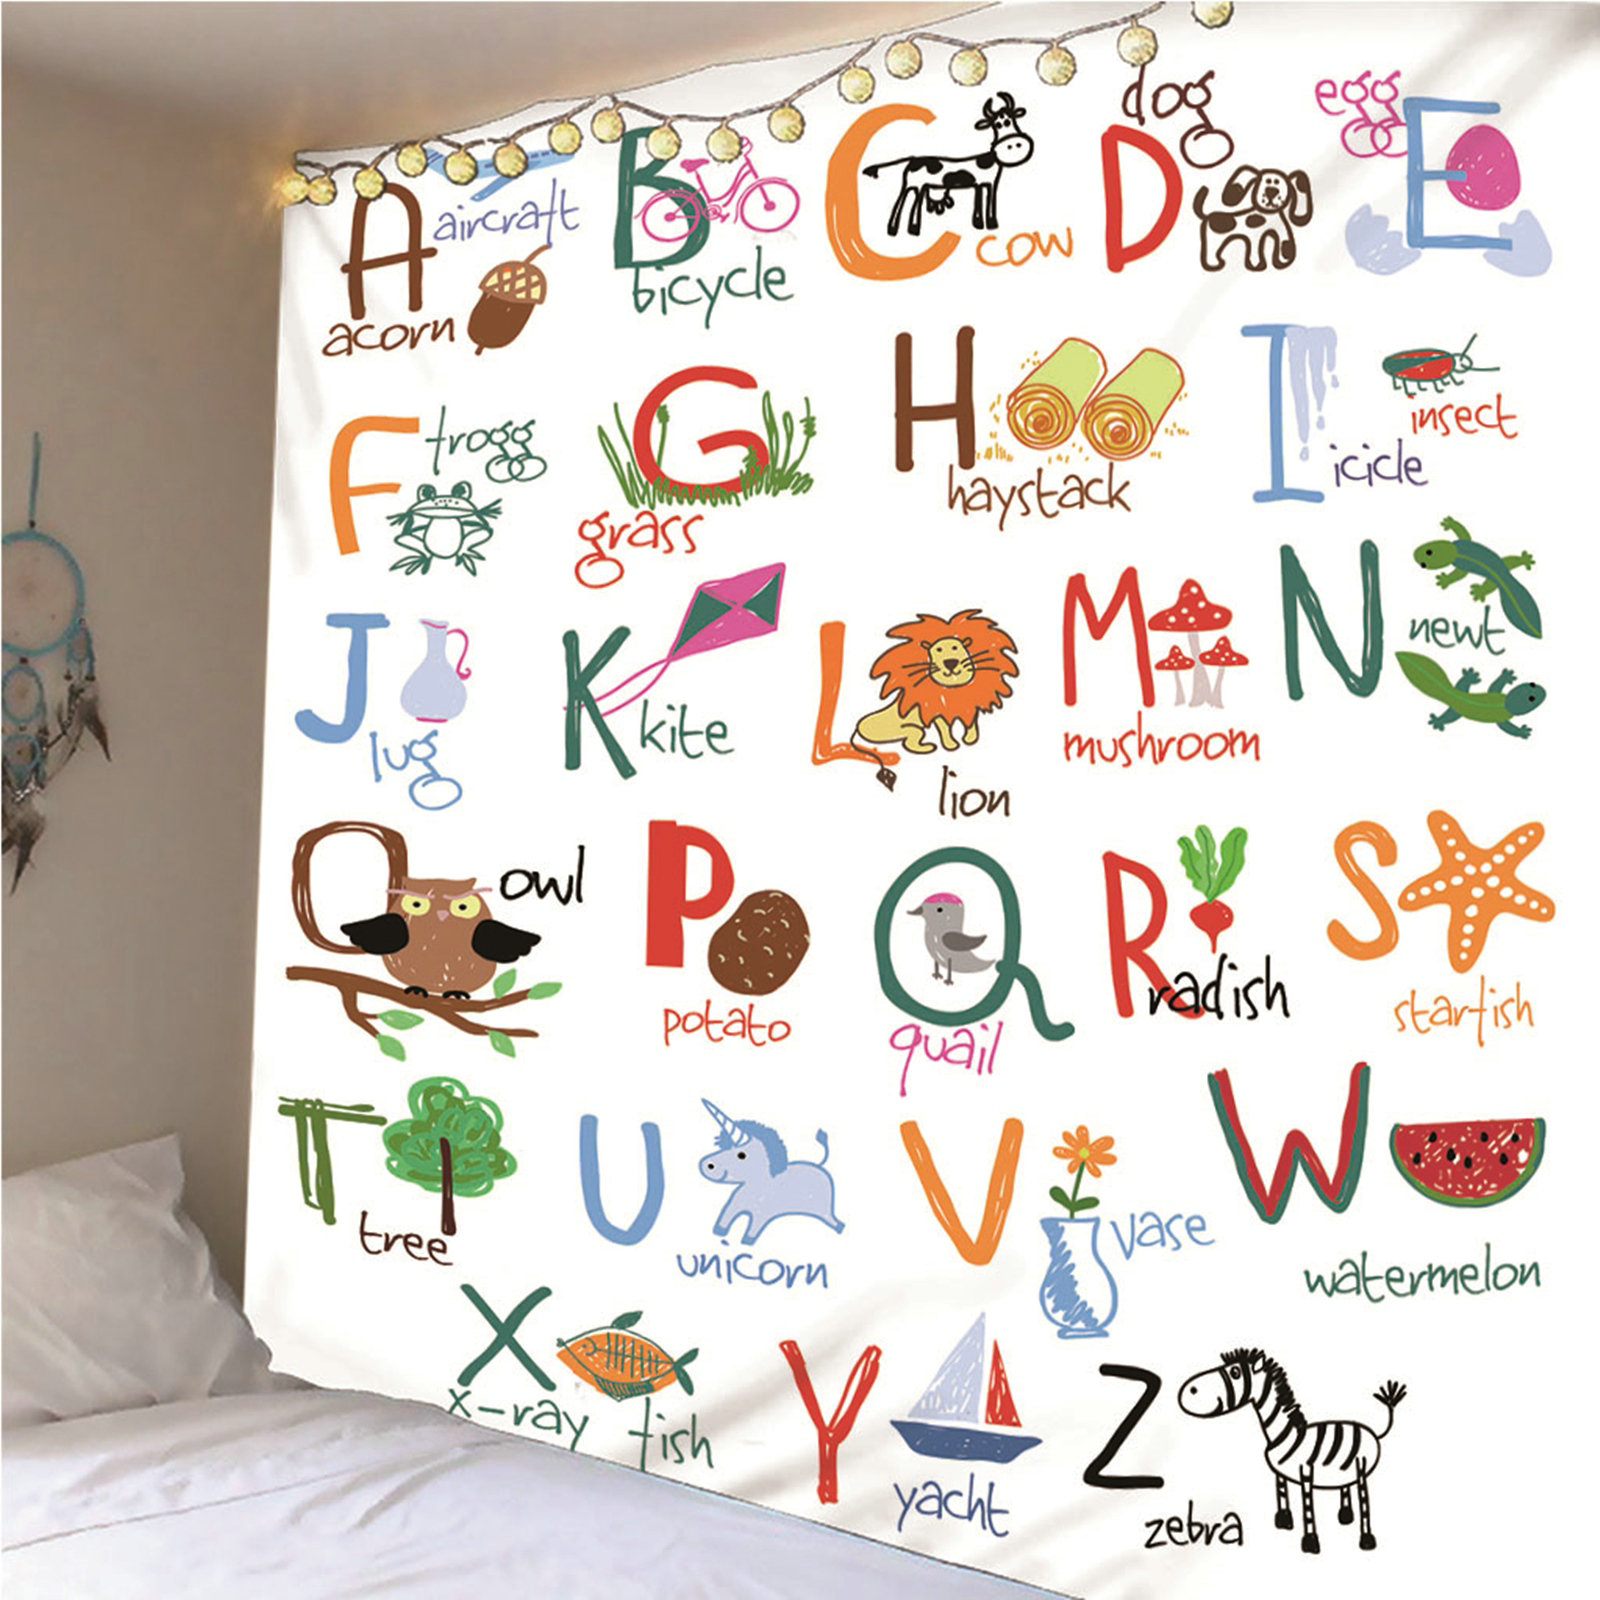 A aircraft
acorn
B
bicycle
C cow
dog
D
egg
E
F frogg
G
grass
H
haystack
I insect
icicle
J
lug
K kite
L
lion
M
mushroom
N newt
O owl
P
potato
Q
quail
R radish
S
starfish
T
tree
U
unicorn
V vase
W
watermelon
X
x-ray fish
Y
yacht
Z
zebra